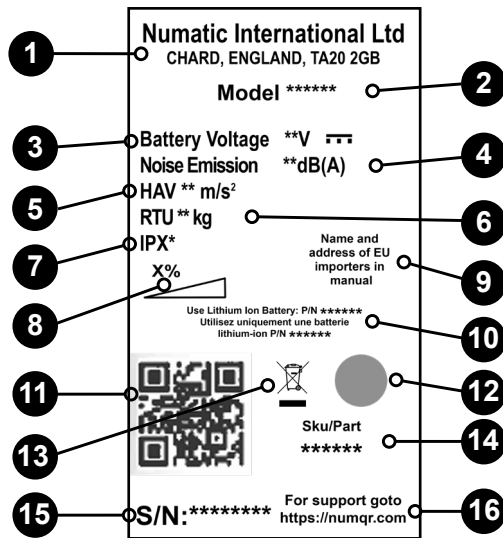 Numatic International Ltd
1 CHARD, ENGLAND, TA20 2GB
Model ****** 2
3 Battery Voltage **V
Noise Emission **dB(A) 4
5 HAV ** m/s²
RTU ** kg 6
7 IPX*
Name and
address of EU
importers in
manual
9
X%
8
Use Lithium Ion Battery: P/N ******
Utilisez uniquement une batterie
lithium-ion P/N ******
10
11
12
13
Sku/Part
****** 14
15 S/N:********
For support goto
https://numqr.com
16